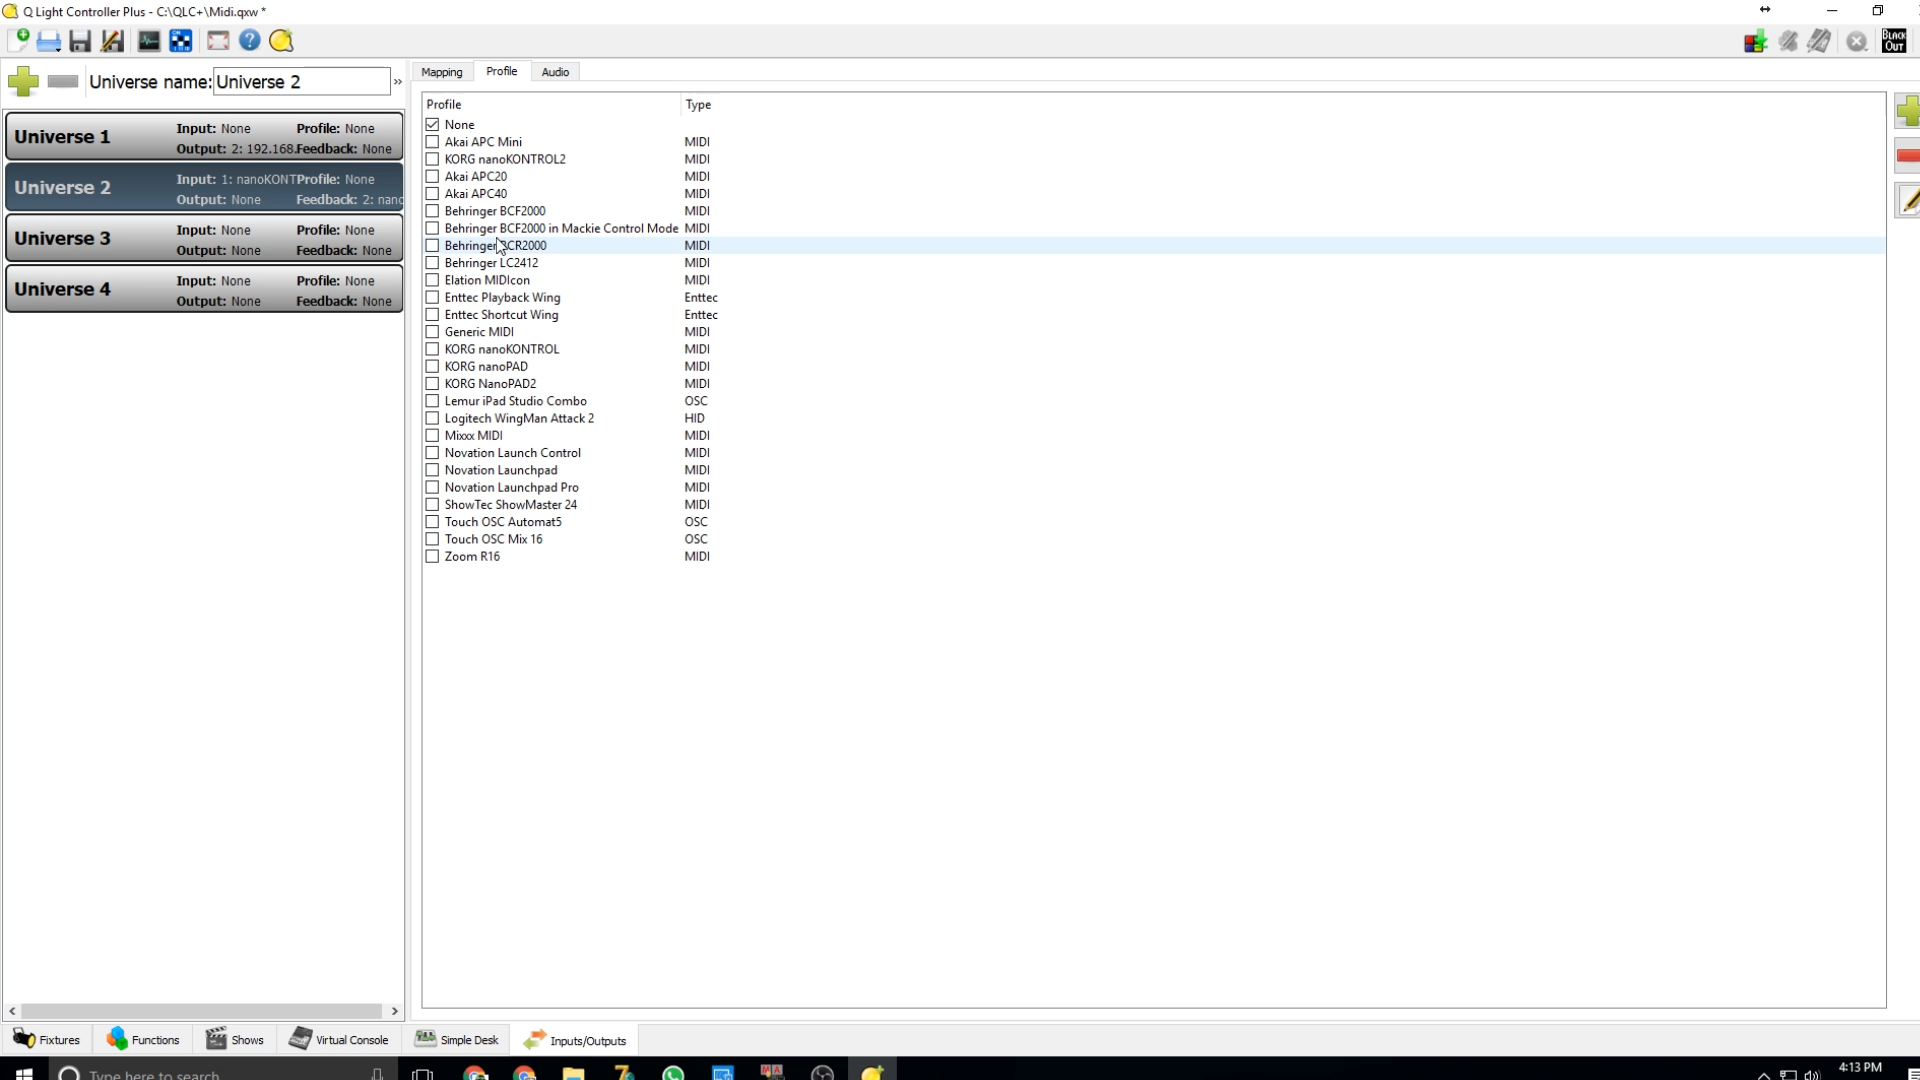 Q Light Controller Plus - C:\QLC+\Midi.qxw *
BLACK OUT
Universe name: Universe 2 »
Mapping Profile Audio
Universe 1 Input: None Profile: None
Output: 2: 192.168. Feedback: None
Universe 2 Input: 1: nanoKONT Profile: None
Output: None Feedback: 2: nano
Universe 3 Input: None Profile: None
Output: None Feedback: None
Universe 4 Input: None Profile: None
Output: None Feedback: None
Profile Type
None
Akai APC Mini MIDI
KORG nanoKONTROL2 MIDI
Akai APC20 MIDI
Akai APC40 MIDI
Behringer BCF2000 MIDI
Behringer BCF2000 in Mackie Control Mode MIDI
Behringer BCR2000 MIDI
Behringer LC2412 MIDI
Elation MIDIcon MIDI
Enttec Playback Wing Enttec
Enttec Shortcut Wing Enttec
Generic MIDI MIDI
KORG nanoKONTROL MIDI
KORG nanoPAD MIDI
KORG NanoPAD2 MIDI
Lemur iPad Studio Combo OSC
Logitech WingMan Attack 2 HID
Mixxx MIDI MIDI
Novation Launch Control MIDI
Novation Launchpad MIDI
Novation Launchpad Pro MIDI
ShowTec ShowMaster 24 MIDI
Touch OSC Automat5 OSC
Touch OSC Mix 16 OSC
Zoom R16 MIDI
Fixtures Functions Shows Virtual Console Simple Desk Inputs/Outputs
Type here to search
4:13 PM